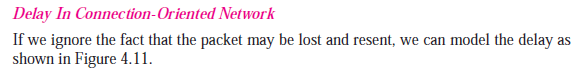 Delay In Connection-Oriented Network
If we ignore the fact that the packet may be lost and resent, we can model the delay as
shown in Figure 4.11.